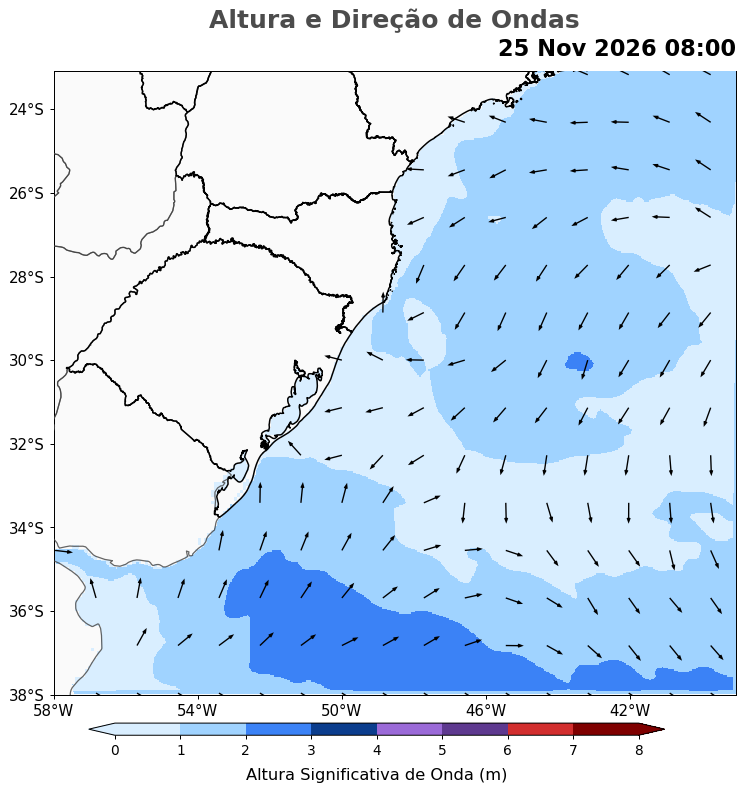 Altura e Direção de Ondas
25 Nov 2026 08:00
24°S
26°S
28°S
30°S
32°S
34°S
36°S
38°S
58°W 54°W 50°W 46°W 42°W
0 1 2 3 4 5 6 7 8
Altura Significativa de Onda (m)